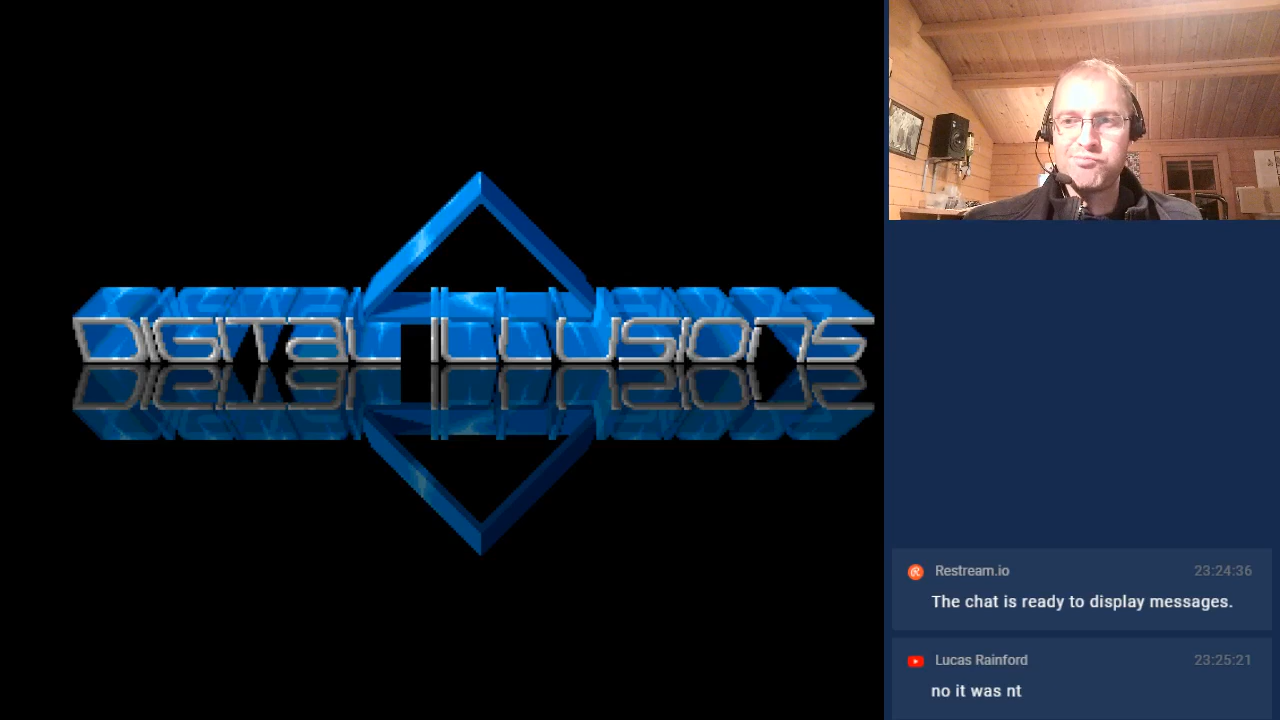 DIGITAL ILLUSIONS
Restream.io 23:24:36
The chat is ready to display messages.
Lucas Rainford 23:25:21
no it was nt